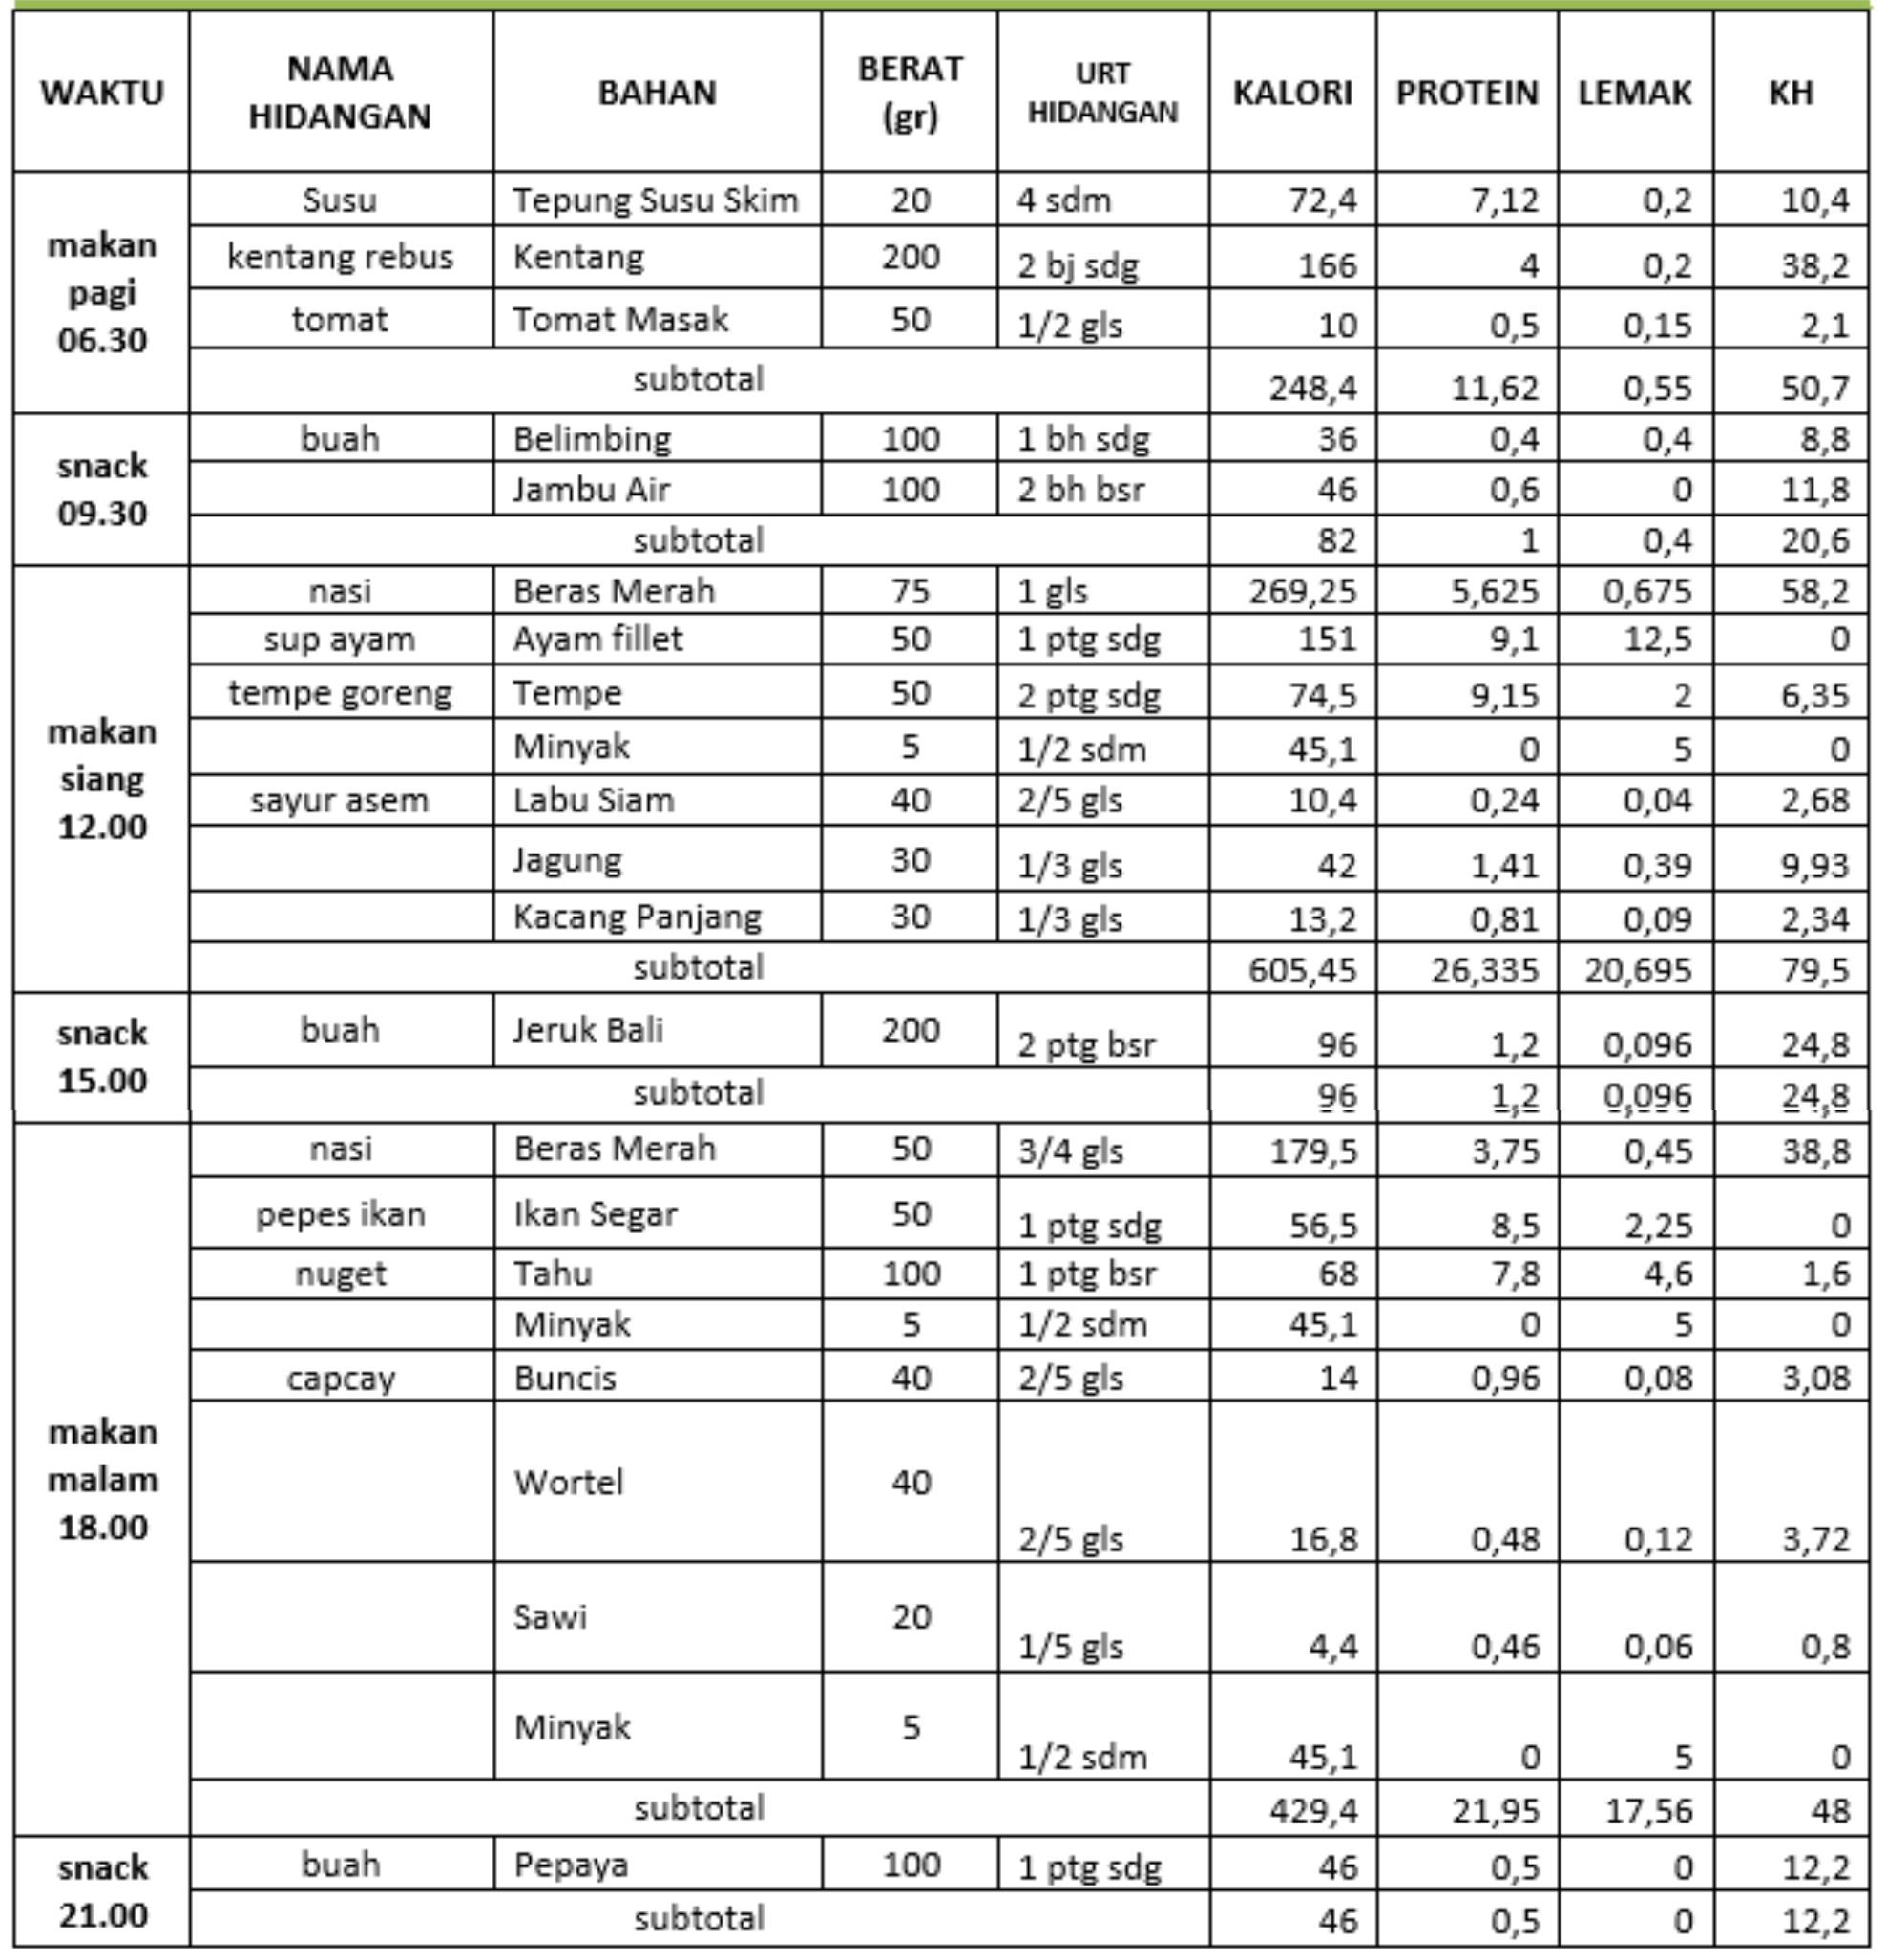 WAKTU NAMA HIDANGAN BAHAN BERAT (gr) URT HIDANGAN KALORI PROTEIN LEMAK KH
makan pagi 06.30
Susu Tepung Susu Skim 20 4 sdm 72,4 7,12 0,2 10,4
kentang rebus Kentang 200 2 bj sdg 166 4 0,2 38,2
tomat Tomat Masak 50 1/2 gls 10 0,5 0,15 2,1
subtotal 248,4 11,62 0,55 50,7
snack 09.30
buah Belimbing 100 1 bh sdg 36 0,4 0,4 8,8
Jambu Air 100 2 bh bsr 46 0,6 0 11,8
subtotal 82 1 0,4 20,6
makan siang 12.00
nasi Beras Merah 75 1 gls 269,25 5,625 0,675 58,2
sup ayam Ayam fillet 50 1 ptg sdg 151 9,1 12,5 0
tempe goreng Tempe 50 2 ptg sdg 74,5 9,15 2 6,35
Minyak 5 1/2 sdm 45,1 0 5 0
sayur asem Labu Siam 40 2/5 gls 10,4 0,24 0,04 2,68
Jagung 30 1/3 gls 42 1,41 0,39 9,93
Kacang Panjang 30 1/3 gls 13,2 0,81 0,09 2,34
subtotal 605,45 26,335 20,695 79,5
snack 15.00
buah Jeruk Bali 200 2 ptg bsr 96 1,2 0,096 24,8
subtotal 96 1,2 0,096 24,8
makan malam 18.00
nasi Beras Merah 50 3/4 gls 179,5 3,75 0,45 38,8
pepes ikan Ikan Segar 50 1 ptg sdg 56,5 8,5 2,25 0
nuget Tahu 100 1 ptg bsr 68 7,8 4,6 1,6
Minyak 5 1/2 sdm 45,1 0 5 0
capcay Buncis 40 2/5 gls 14 0,96 0,08 3,08
Wortel 40 2/5 gls 16,8 0,48 0,12 3,72
Sawi 20 1/5 gls 4,4 0,46 0,06 0,8
Minyak 5 1/2 sdm 45,1 0 5 0
subtotal 429,4 21,95 17,56 48
snack 21.00
buah Pepaya 100 1 ptg sdg 46 0,5 0 12,2
subtotal 46 0,5 0 12,2